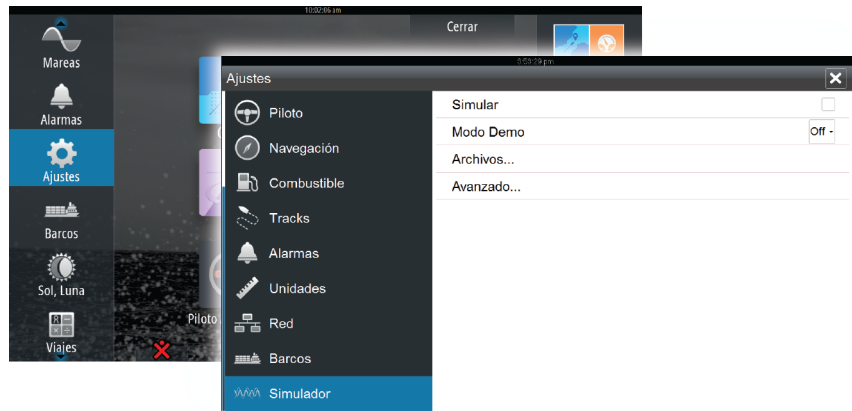 10:02:06 am
Cerrar
Mareas
Alarmas
Ajustes
Barcos
Sol, Luna
Viajes
Piloto
Ajustes
Piloto
Navegación
Combustible
Tracks
Alarmas
Unidades
Red
Barcos
Simulador
Simular
Modo Demo
Off
Archivos...
Avanzado...